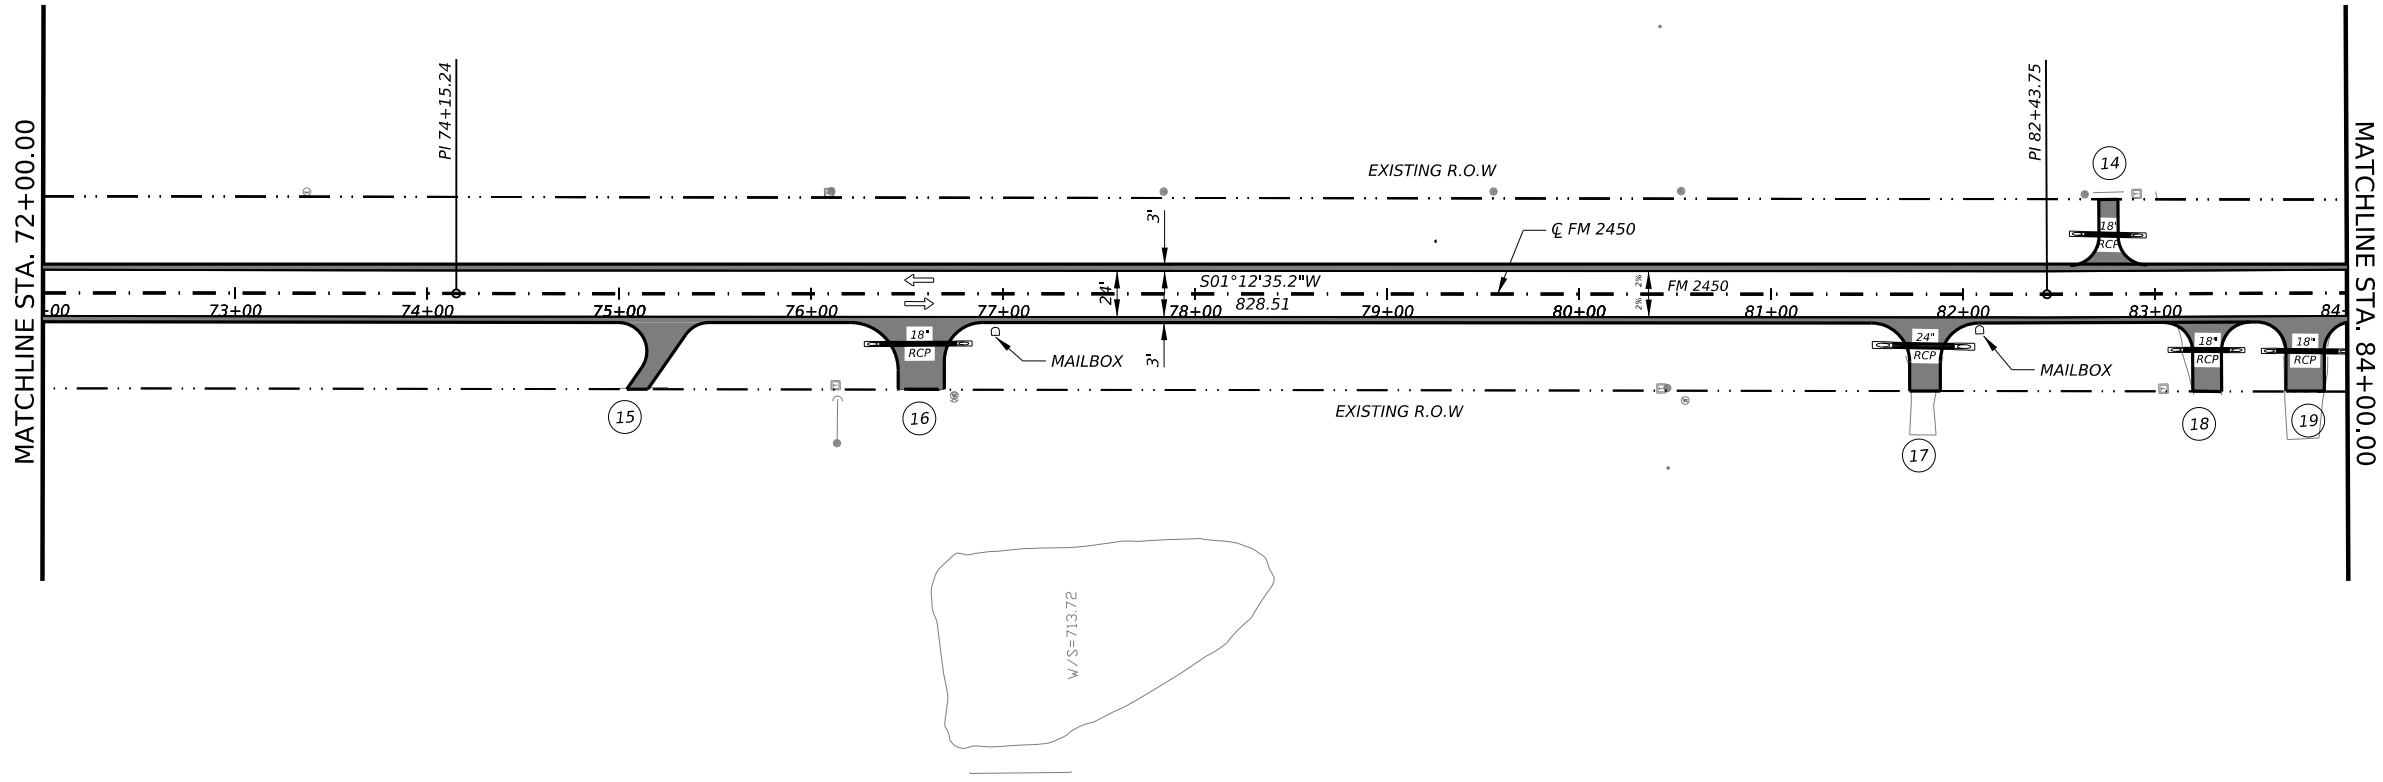 MATCHLINE STA. 72+00.00
PI 74+15.24
EXISTING R.O.W
3'
℄ FM 2450
PI 82+43.75
14
18"
RCP
MATCHLINE STA. 84+00.00
24'
S01°12'35.2"W
828.51
2%
2%
FM 2450
-00
73+00
74+00
75+00
76+00
77+00
78+00
79+00
80+00
81+00
82+00
83+00
84-
18"
RCP
MAILBOX
3'
24"
RCP
MAILBOX
18"
RCP
18"
RCP
15
16
EXISTING R.O.W
17
18
19
W/S=713.72